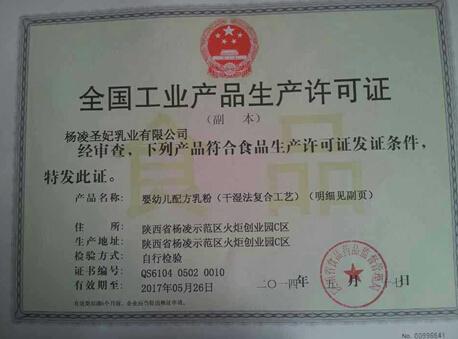 全国工业产品生产许可证
（副 本）
杨凌圣妃乳业有限公司
经审查，下列产品符合食品生产许可证发证条件，
特发此证。
产品名称： 婴幼儿配方乳粉（干湿法复合工艺）（明细见副页）
住 所： 陕西省杨凌示范区火炬创业园C区
生产地址： 陕西省杨凌示范区火炬创业园C区
检验方式： 自行检验
证书编号： QS6104 0502 0010
有效期至： 2017年05月26日
二〇一四年 五 月 二十七日
食品